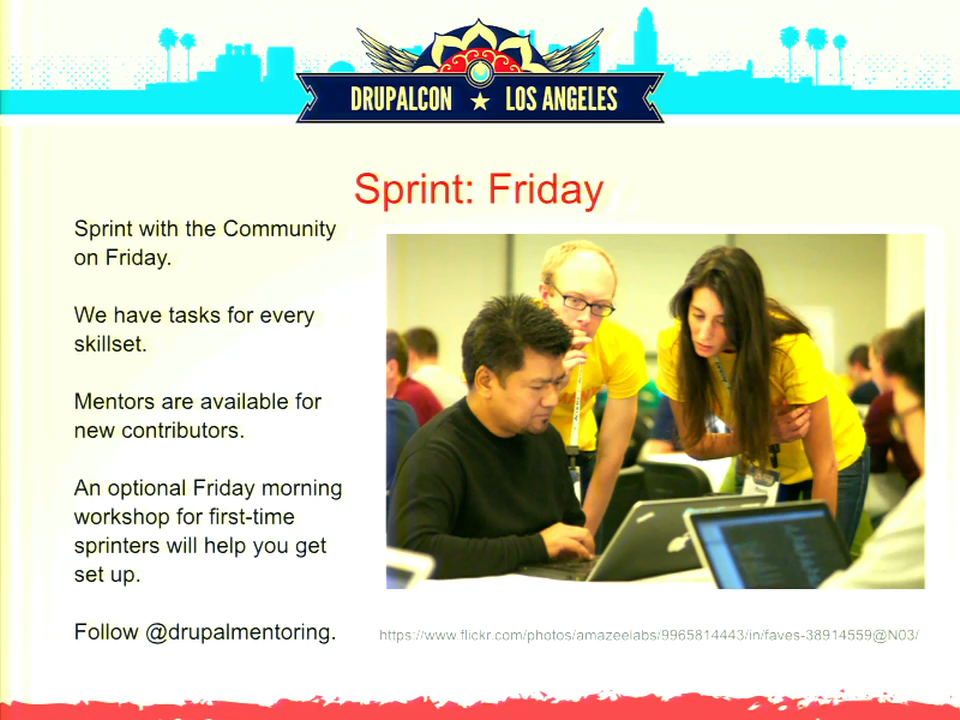 DRUPALCON ★ LOS ANGELES
Sprint: Friday
Sprint with the Community
on Friday.
We have tasks for every
skillset.
Mentors are available for
new contributors.
An optional Friday morning
workshop for first-time
sprinters will help you get
set up.
Follow @drupalmentoring.
https://www.flickr.com/photos/amazeelabs/9965814443/in/faves-38914559@N03/